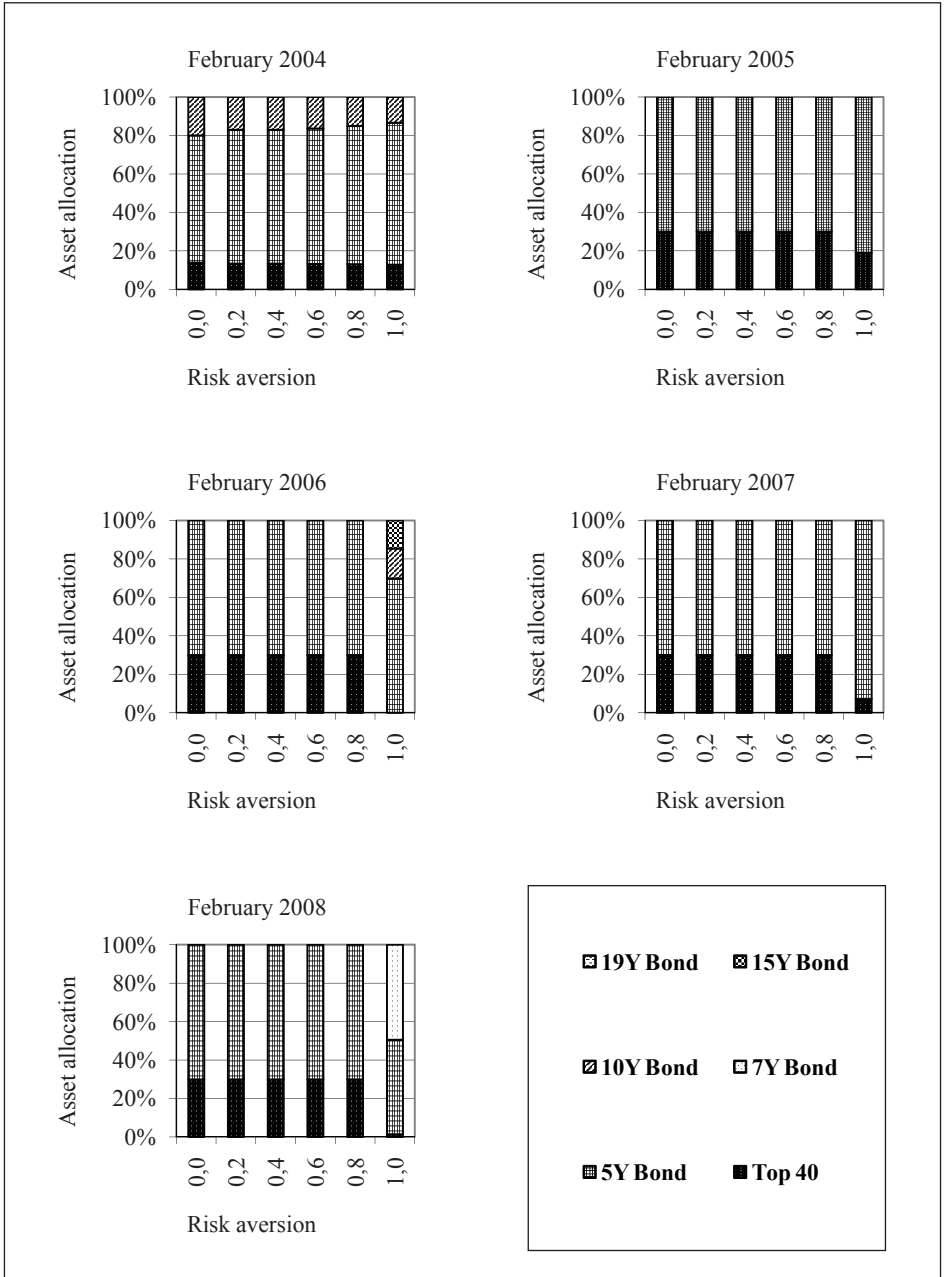 February 2004
100%
80%
60%
40%
20%
0%
Asset allocation
0,0
0,2
0,4
0,6
0,8
1,0
Risk aversion
February 2005
100%
80%
60%
40%
20%
0%
Asset allocation
0,0
0,2
0,4
0,6
0,8
1,0
Risk aversion
February 2006
100%
80%
60%
40%
20%
0%
Asset allocation
0,0
0,2
0,4
0,6
0,8
1,0
Risk aversion
February 2007
100%
80%
60%
40%
20%
0%
Asset allocation
0,0
0,2
0,4
0,6
0,8
1,0
Risk aversion
February 2008
100%
80%
60%
40%
20%
0%
Asset allocation
0,0
0,2
0,4
0,6
0,8
1,0
Risk aversion
19Y Bond
15Y Bond
10Y Bond
7Y Bond
5Y Bond
Top 40